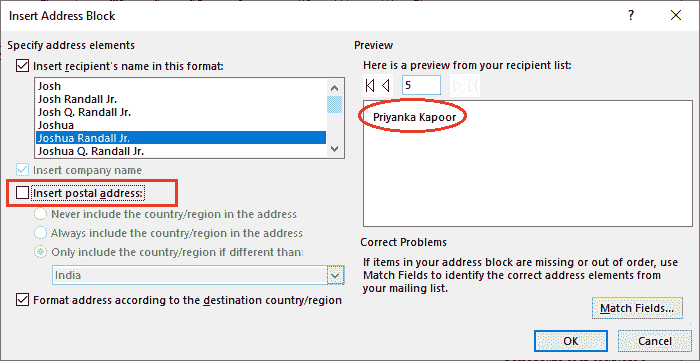 Insert Address Block
?
Specify address elements
Insert recipient's name in this format:
Josh
Josh Randall Jr.
Josh Q. Randall Jr.
Joshua
Joshua Randall Jr.
Joshua Q. Randall Jr.
Insert company name
Insert postal address:
Never include the country/region in the address
Always include the country/region in the address
Only include the country/region if different than:
India
Format address according to the destination country/region
Preview
Here is a preview from your recipient list:
5
Priyanka Kapoor
Correct Problems
If items in your address block are missing or out of order, use
Match Fields to identify the correct address elements from
your mailing list.
Match Fields...
OK
Cancel